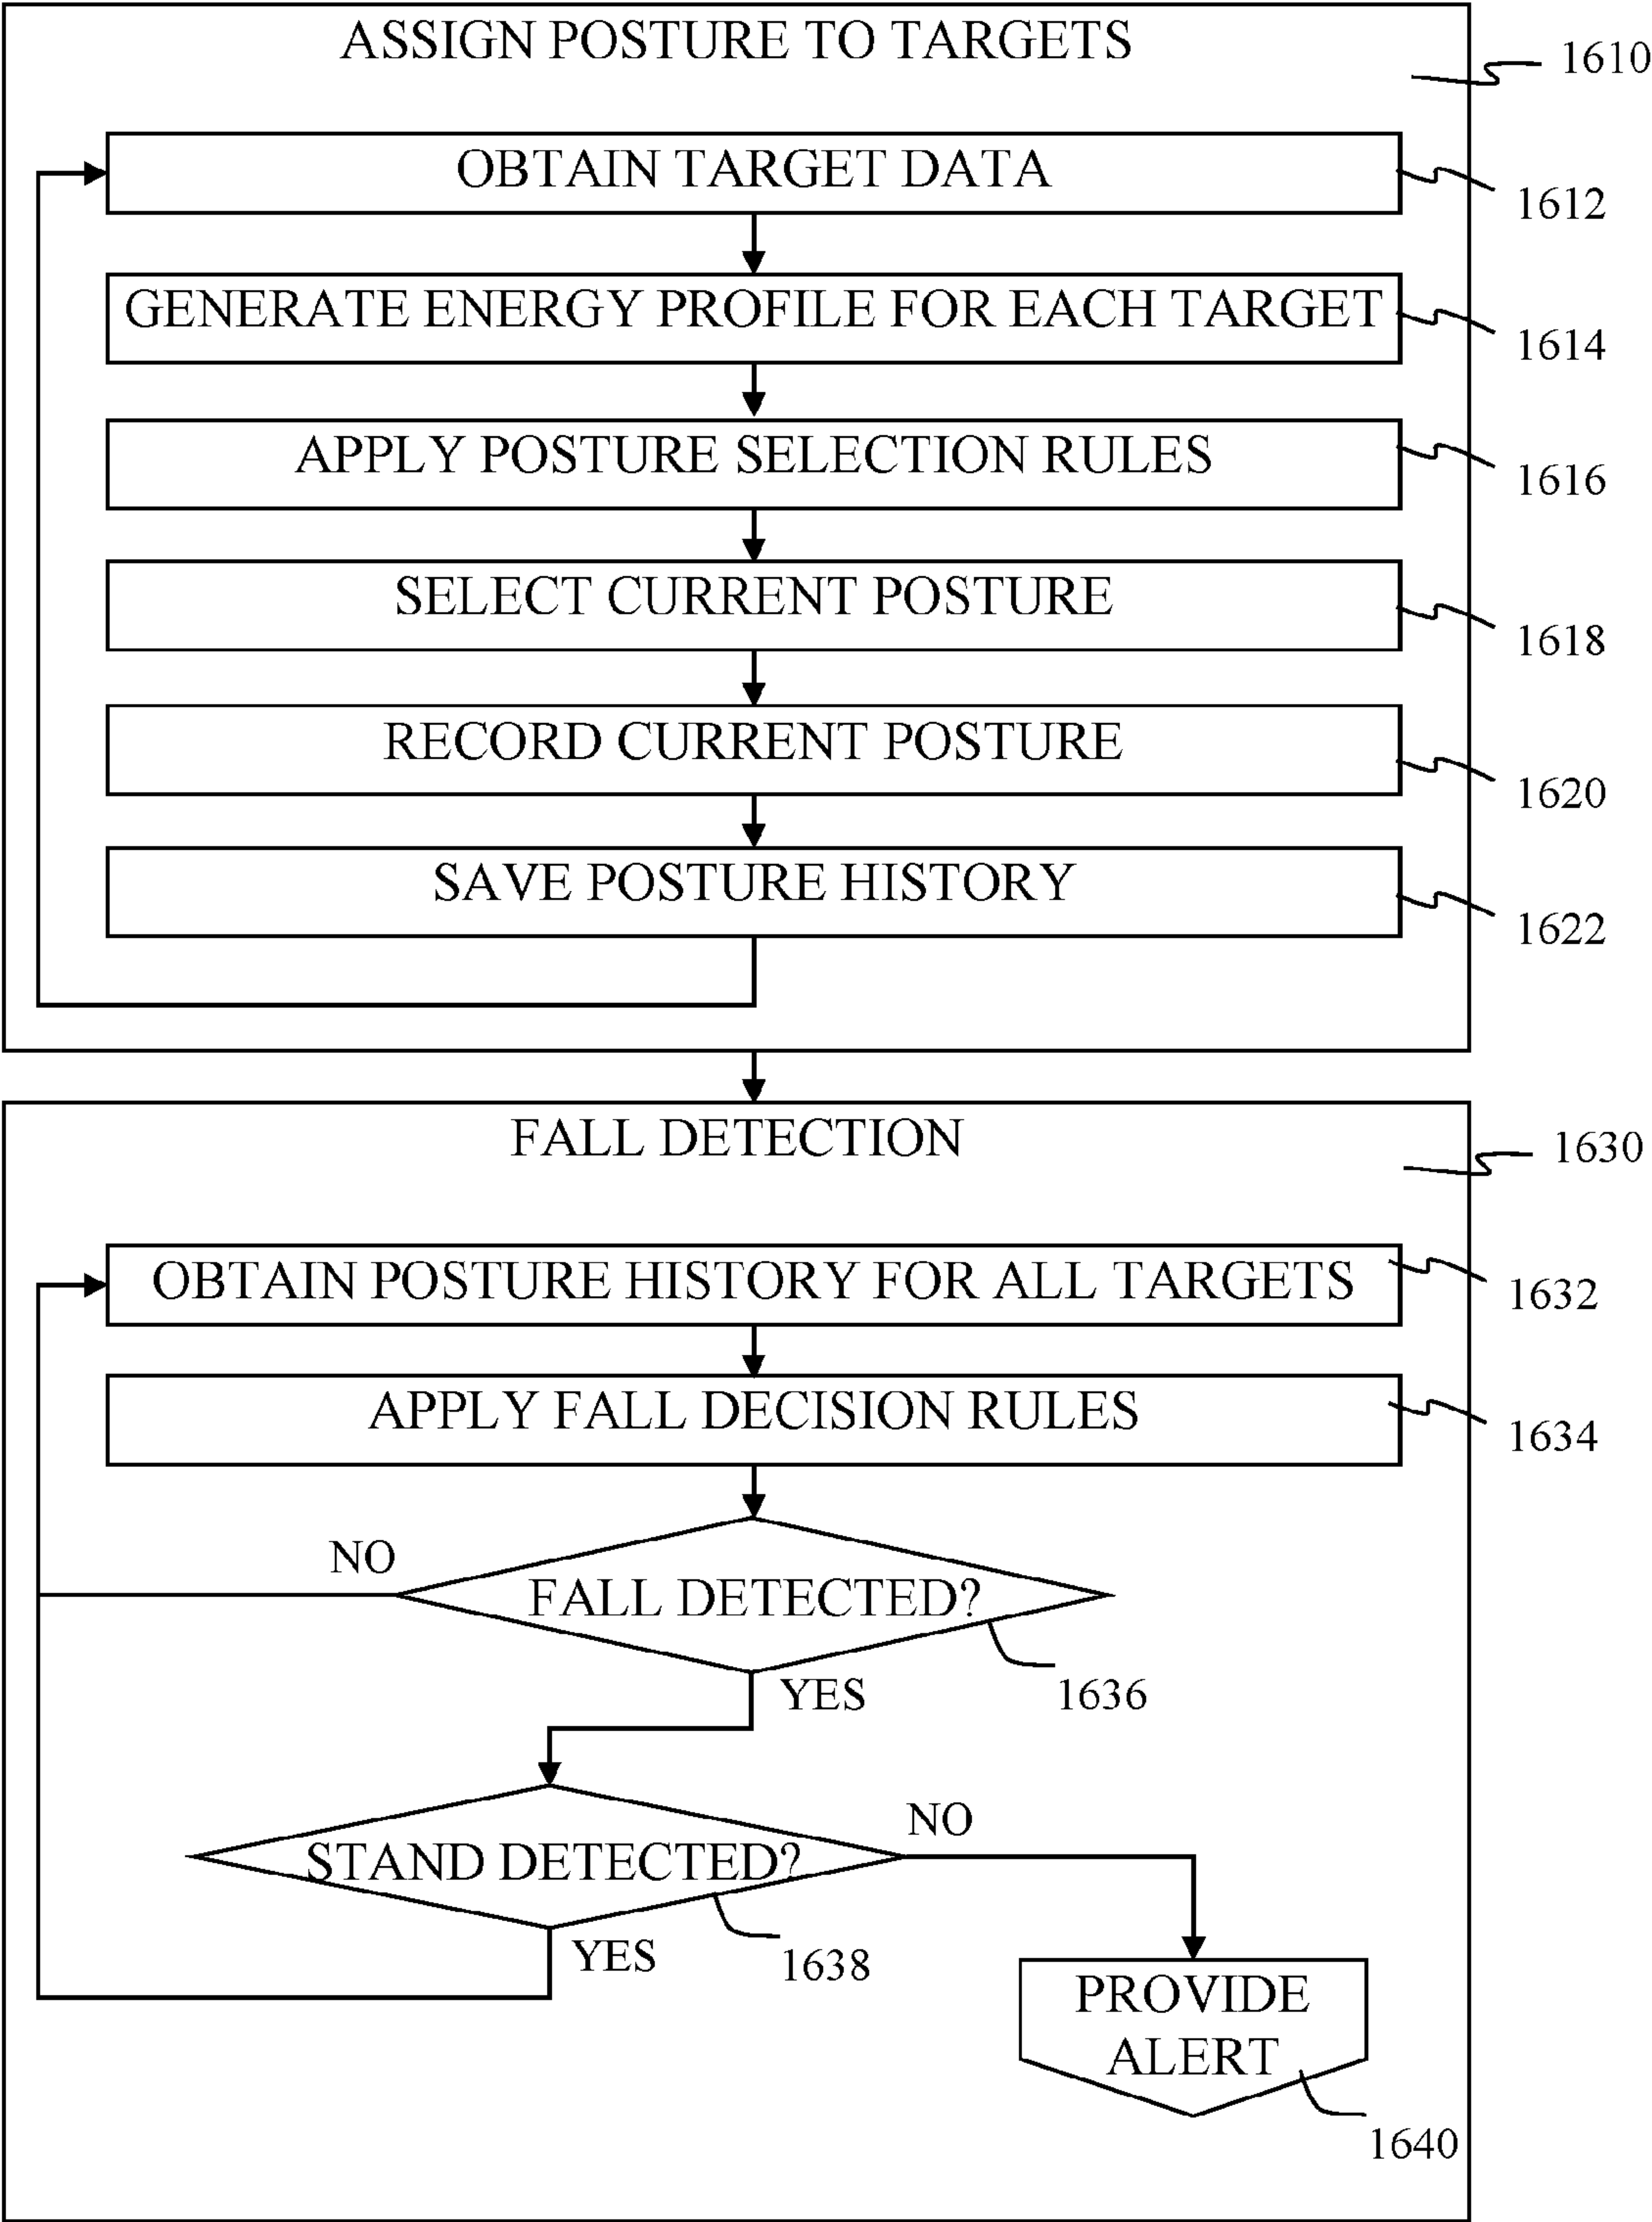 ASSIGN POSTURE TO TARGETS
1610
OBTAIN TARGET DATA
1612
GENERATE ENERGY PROFILE FOR EACH TARGET
1614
APPLY POSTURE SELECTION RULES
1616
SELECT CURRENT POSTURE
1618
RECORD CURRENT POSTURE
1620
SAVE POSTURE HISTORY
1622
FALL DETECTION
1630
OBTAIN POSTURE HISTORY FOR ALL TARGETS
1632
APPLY FALL DECISION RULES
1634
NO
FALL DETECTED?
YES
1636
NO
STAND DETECTED?
YES
1638
PROVIDE
ALERT
1640